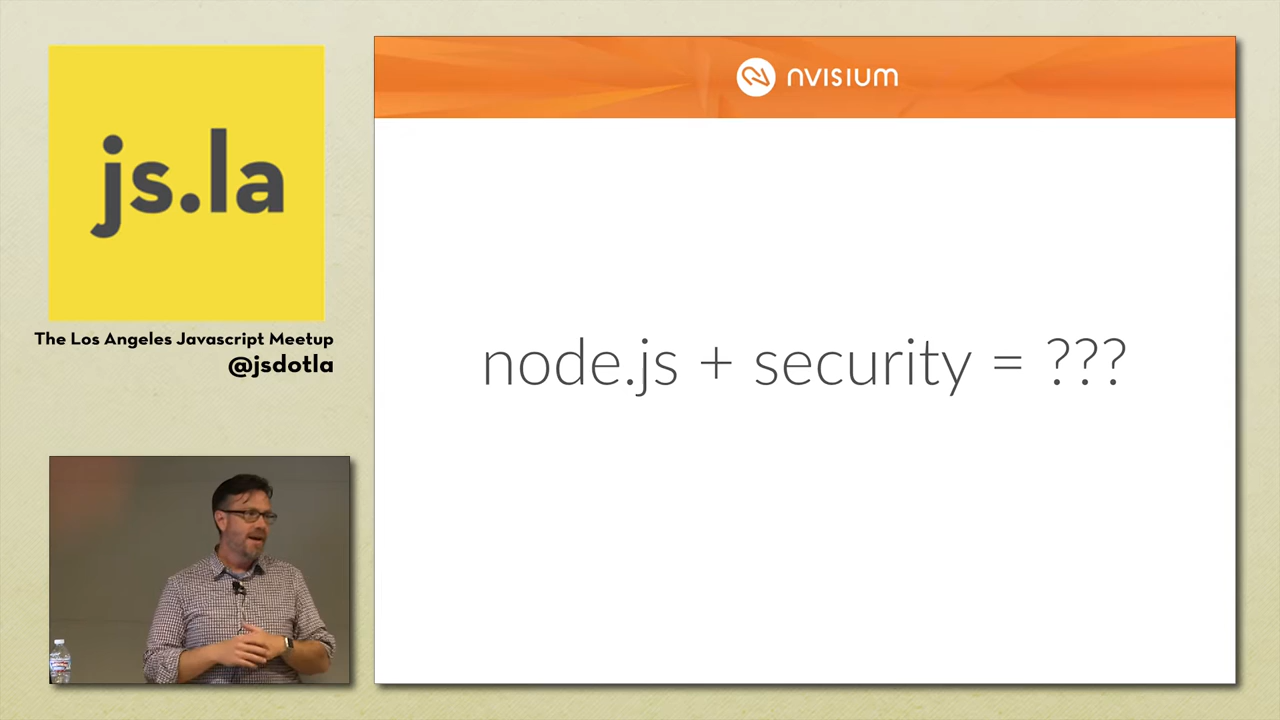 js.la
The Los Angeles Javascript Meetup
@jsdotla
nvisium
node.js + security = ???